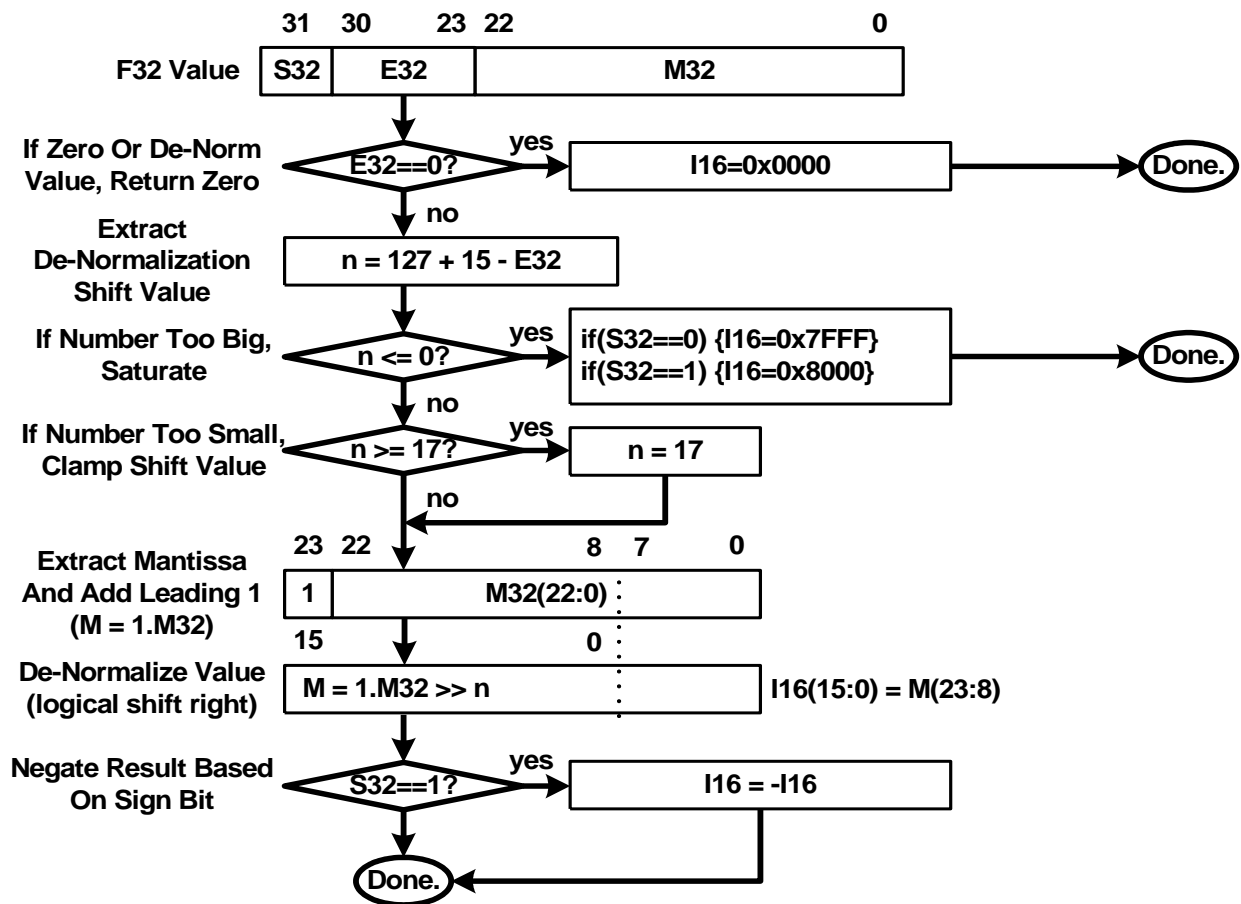 31 30 23 22 0
F32 Value S32 E32 M32
If Zero Or De-Norm
Value, Return Zero
E32==0?
yes
I16=0x0000
Done.
no
Extract
De-Normalization
Shift Value
n = 127 + 15 - E32
If Number Too Big,
Saturate
n <= 0?
yes
if(S32==0) {I16=0x7FFF}
if(S32==1) {I16=0x8000}
Done.
no
If Number Too Small,
Clamp Shift Value
n >= 17?
yes
n = 17
no
23 22 8 7 0
Extract Mantissa
And Add Leading 1
(M = 1.M32)
1 M32(22:0)
15 0
De-Normalize Value
(logical shift right)
M = 1.M32 >> n
I16(15:0) = M(23:8)
Negate Result Based
On Sign Bit
S32==1?
yes
I16 = -I16
Done.